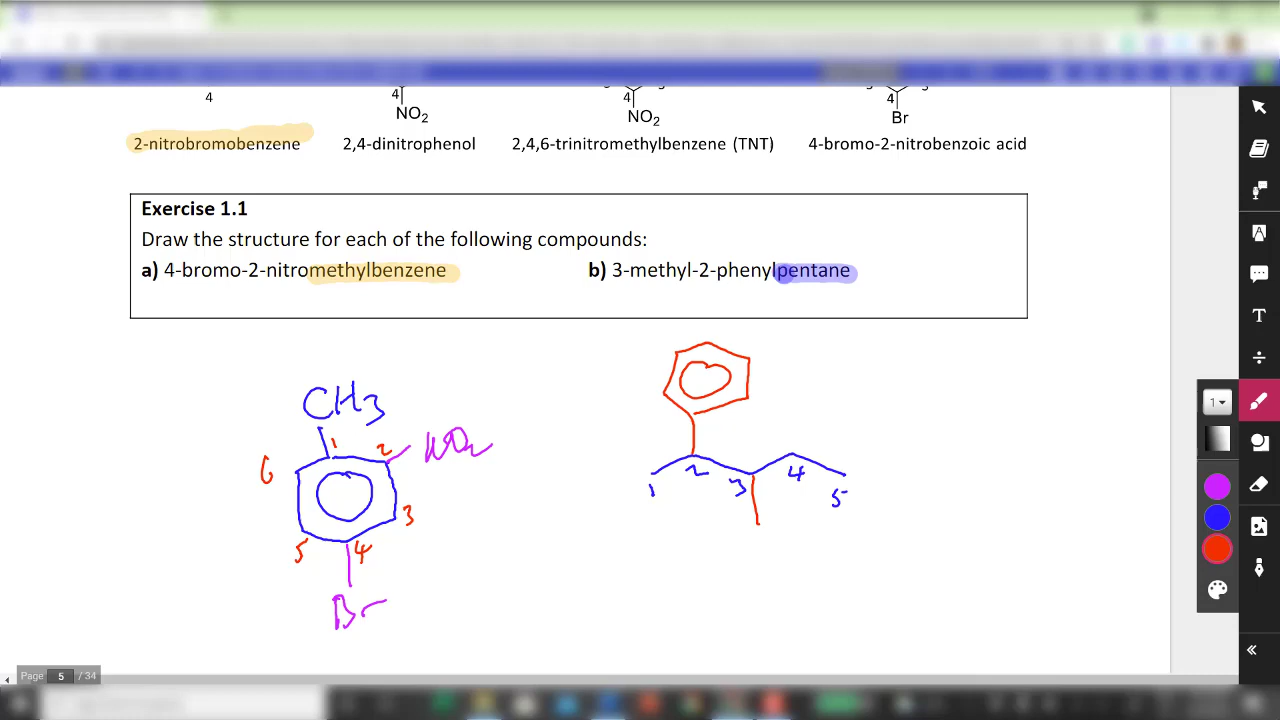 4
4
NO2
4
NO2
4
Br
2-nitrobromobenzene
2,4-dinitrophenol
2,4,6-trinitromethylbenzene (TNT)
4-bromo-2-nitrobenzoic acid
Exercise 1.1
Draw the structure for each of the following compounds:
a) 4-bromo-2-nitromethylbenzene
b) 3-methyl-2-phenylpentane
CH3
1
2
NO2
6
3
5
4
Br
1
2
3
4
5
1
T
Page 5 / 34